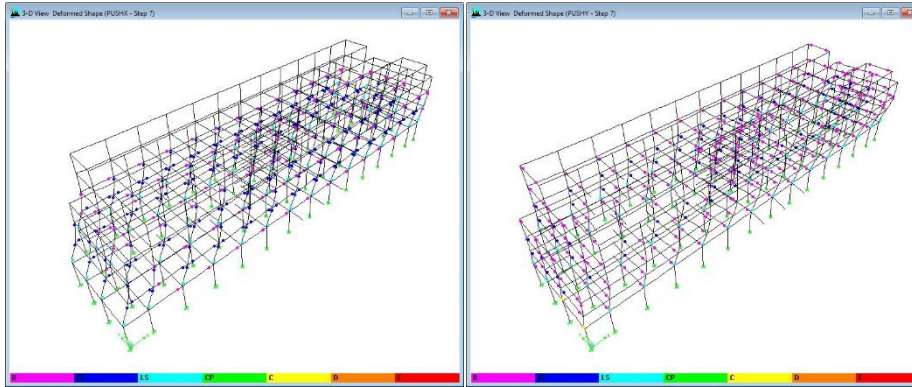 3-D View Deformed Shape (PUSHX - Step 7)
B
LS
CP
C
D
3-D View Deformed Shape (PUSHY - Step 7)
B
LS
CP
C
D